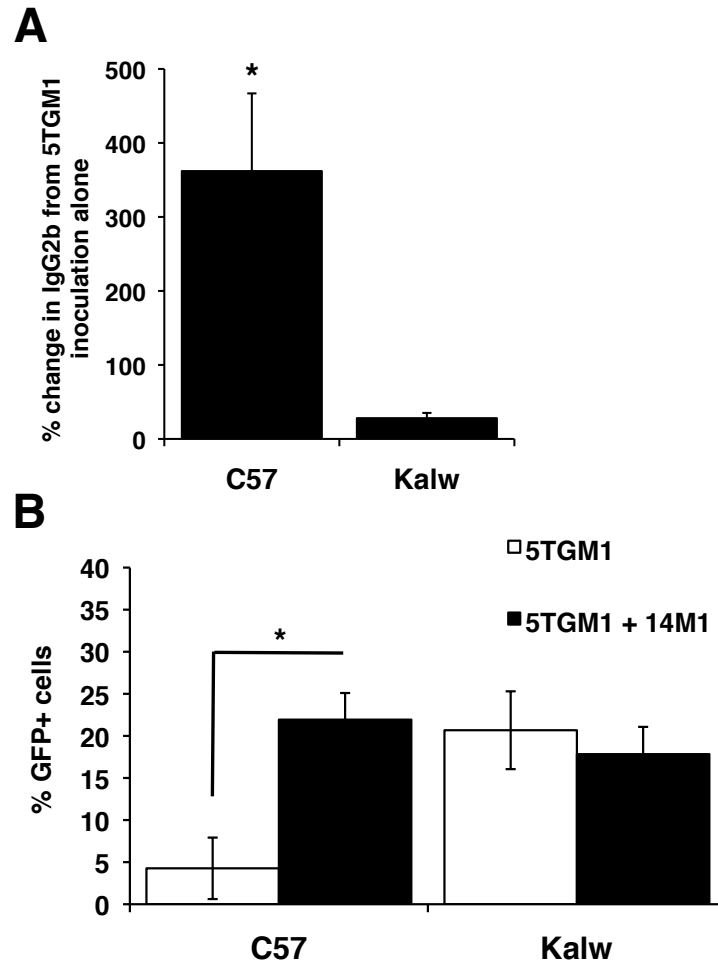 A
% change in IgG2b from 5TGM1
inoculation alone
500
400
300
200
100
0
*
C57
Kalw
B
% GFP+ cells
40
35
30
25
20
15
10
5
0
*
5TGM1
5TGM1 + 14M1
C57
Kalw